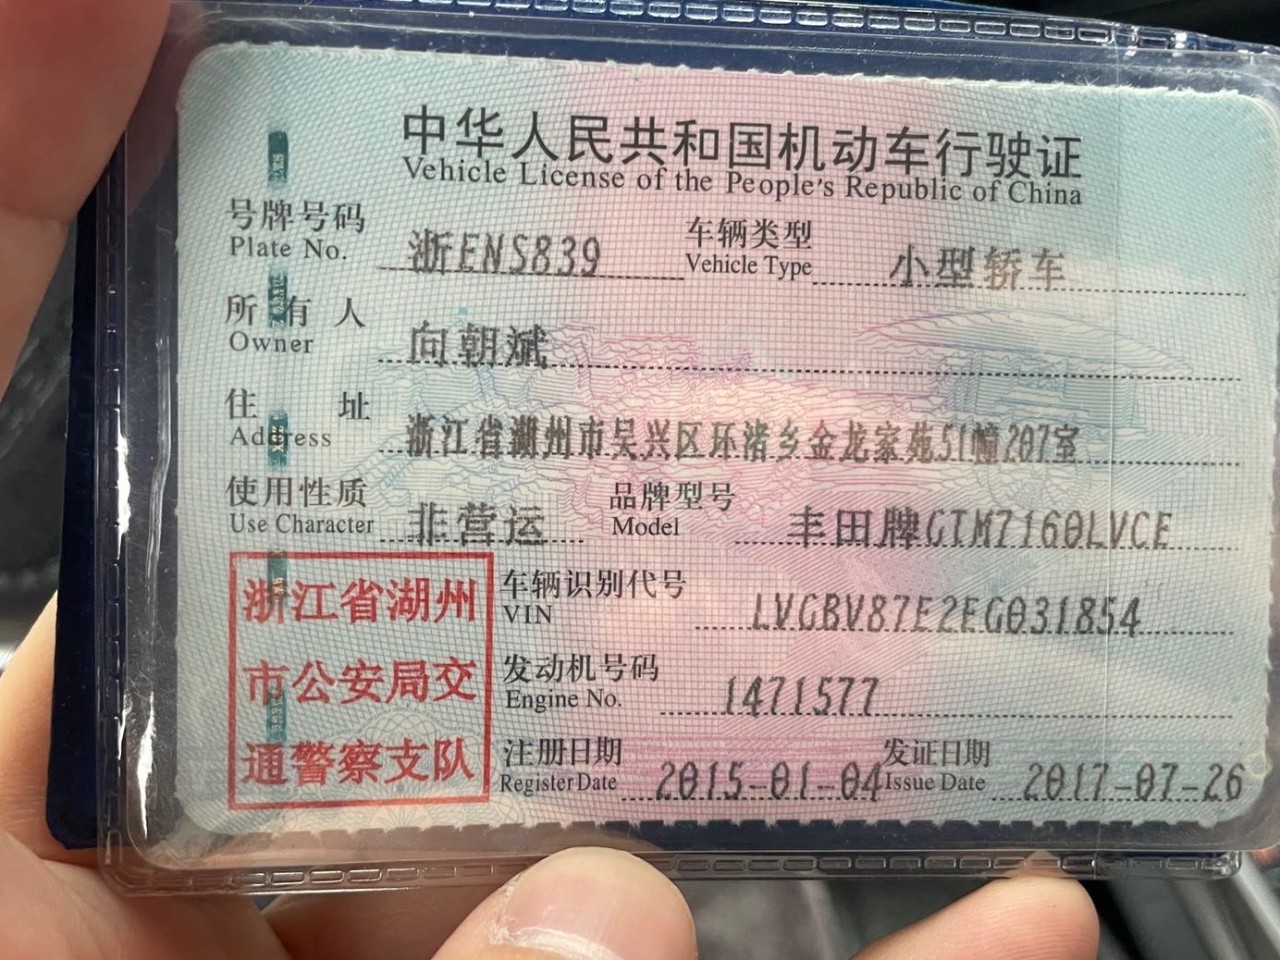 中华人民共和国机动车行驶证
Vehicle License of the People's Republic of China
号牌号码 浙ENS839 车辆类型 小型轿车
Plate No. Vehicle Type
所有人 向朝斌
Owner
住址 浙江省湖州市吴兴区环渚乡金龙家苑51幢207室
Address
使用性质 非营运 品牌型号 丰田牌GTM7160LVCE
Use Character Model
浙江省湖州
市公安局交
通警察支队
车辆识别代号 LVGBV87E2EG031854
VIN
发动机号码 1471577
Engine No.
注册日期 2015-01-04 发证日期 2017-07-26
Register Date Issue Date